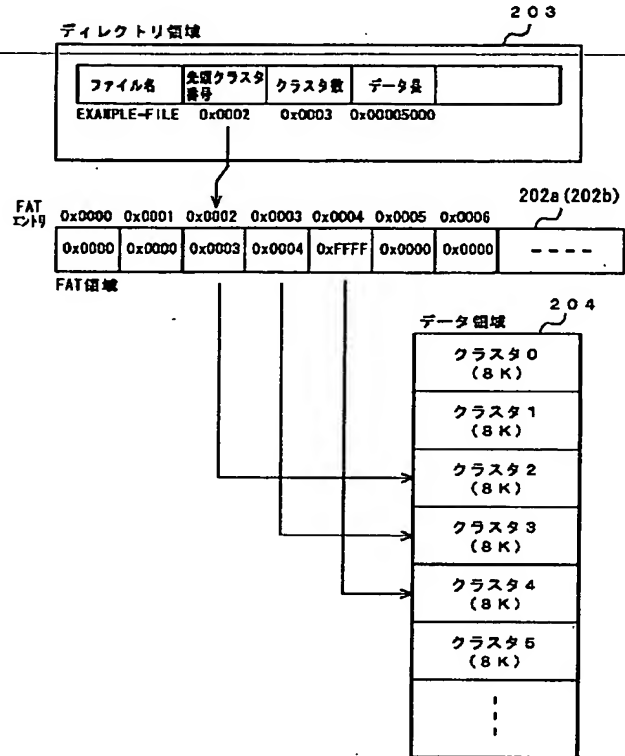 203
ディレクトリ領域
ファイル名 先頭クラスタ番号 クラスタ数 データ長
EXAMPLE-FILE 0x0002 0x0003 0x00005000
202a(202b)
FATエントリ 0x0000 0x0001 0x0002 0x0003 0x0004 0x0005 0x0006
0x0000 0x0000 0x0003 0x0004 0xFFFF 0x0000 0x0000 ----
FAT領域
204
データ領域
クラスタ0
(8K)
クラスタ1
(8K)
クラスタ2
(8K)
クラスタ3
(8K)
クラスタ4
(8K)
クラスタ5
(8K)